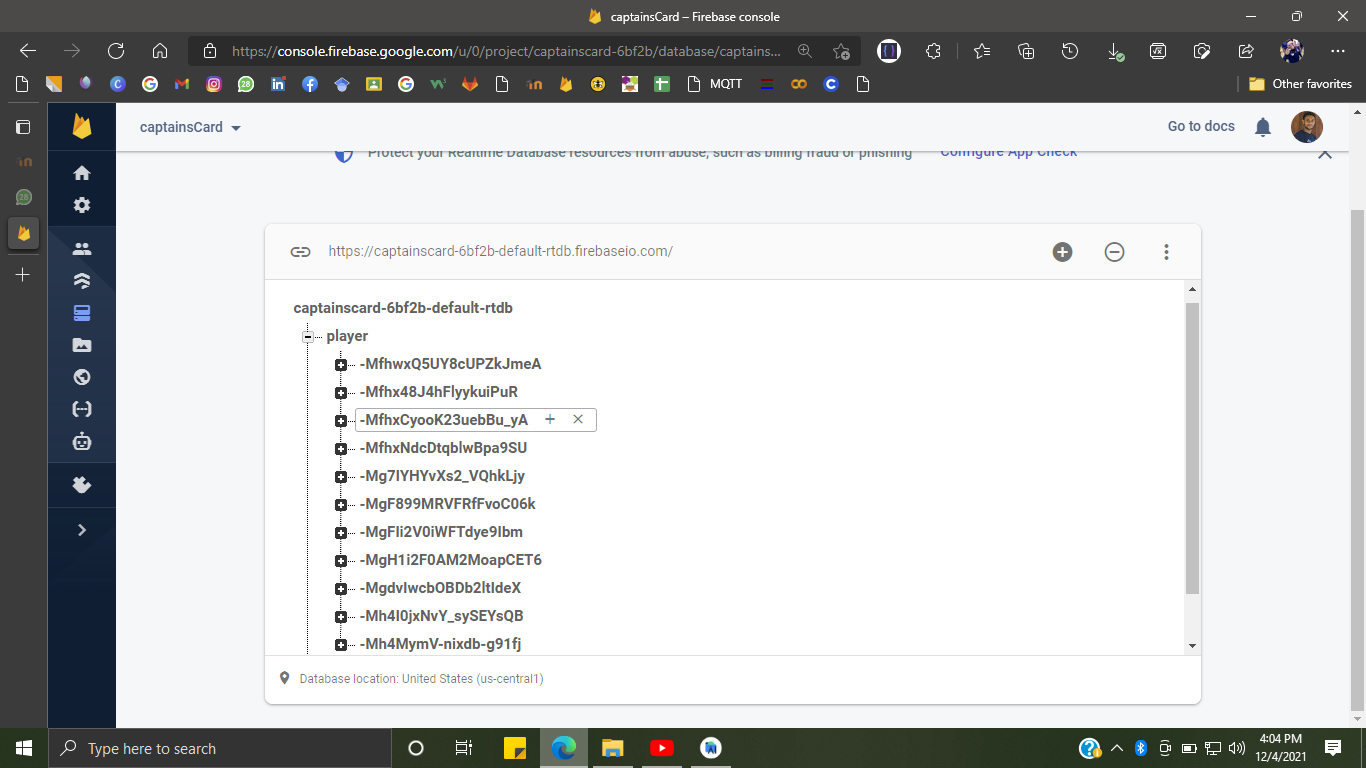 captainsCard – Firebase console
https://console.firebase.google.com/u/0/project/captainscard-6bf2b/database/captains...
MQTT
Other favorites
captainsCard
Go to docs
Protect your Realtime Database resources from abuse, such as billing fraud or phishing
Configure App Check
https://captainscard-6bf2b-default-rtdb.firebaseio.com/
captainscard-6bf2b-default-rtdb
player
-MfhwxQ5UY8cUPZkJmeA
-Mfhx48J4hFlyykuiPuR
-MfhxCyooK23uebBu_yA
-MfhxNdcDtqblwBpa9SU
-Mg7lYHYvXs2_VQhkLjy
-MgF899MRVFRfFvoC06k
-MgFli2V0iWFTdye9lbm
-MgH1i2F0AM2MoapCET6
-MgdvlwcbOBDb2ltIdeX
-Mh4I0jxNvY_sySEYsQB
-Mh4MymV-nixdb-g91fj
Database location: United States (us-central1)
Type here to search
4:04 PM
12/4/2021